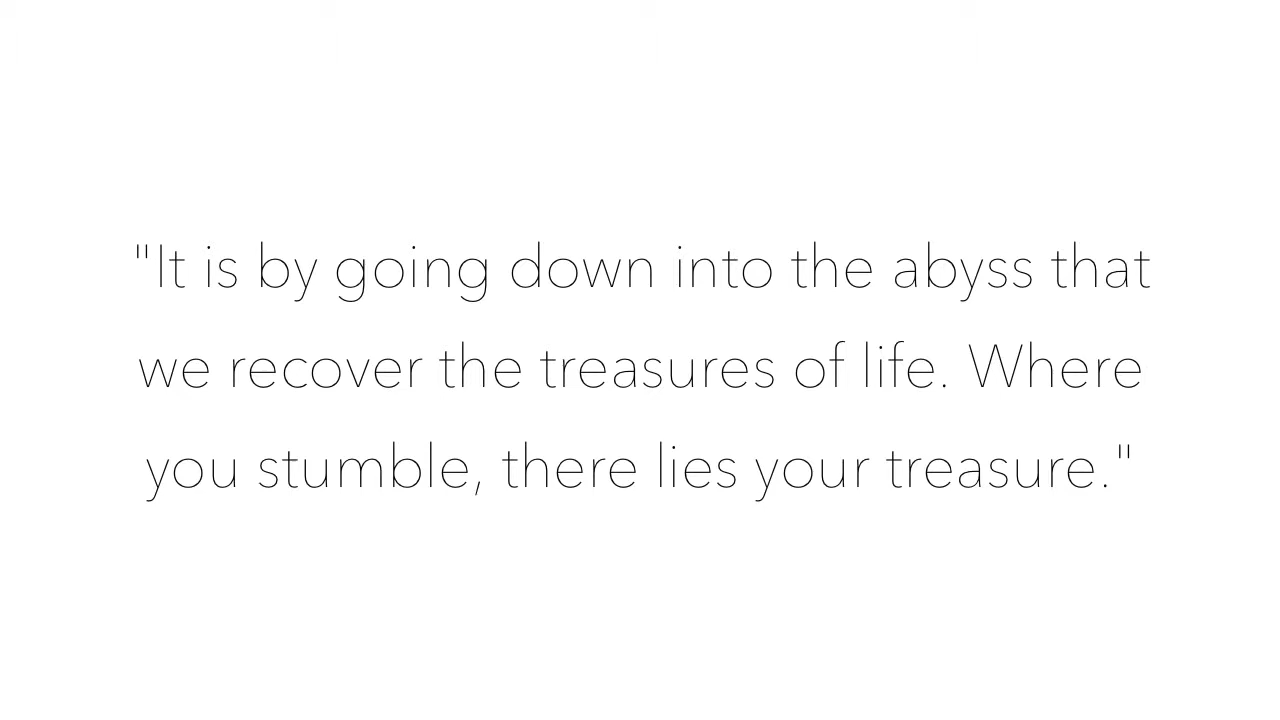 "It is by going down into the abyss that
we recover the treasures of life. Where
you stumble, there lies your treasure."